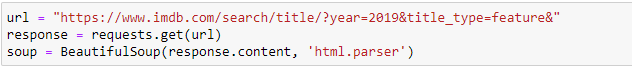 url = "https://www.imdb.com/search/title/?year=2019&title_type=feature&"
response = requests.get(url)
soup = BeautifulSoup(response.content, 'html.parser')